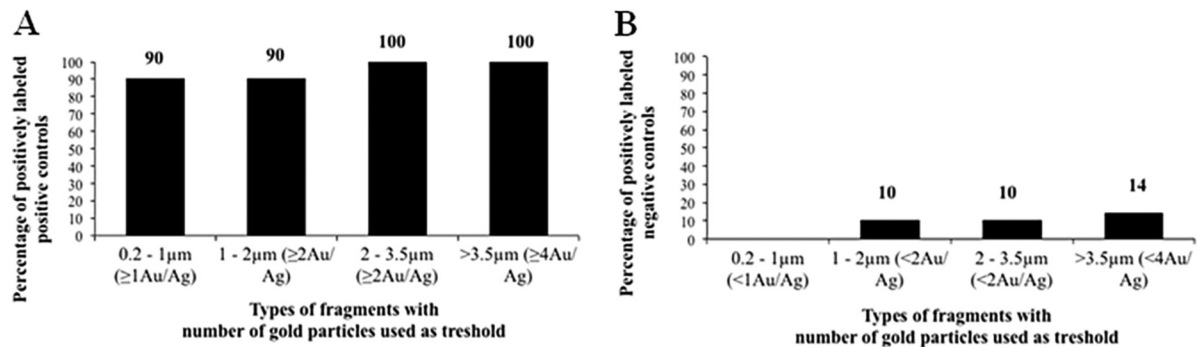 A
Percentage of positively labeled
positive controls
100
90
80
70
60
50
40
30
20
10
0
90
90
100
100
0.2 - 1µm
(≥1Au/Ag)
1 - 2µm (≥2Au/
Ag)
2 - 3.5µm
(≥2Au/Ag)
>3.5µm (≥4Au/
Ag)
Types of fragments with
number of gold particles used as treshold
B
Percentage of positively labeled
negative controls
100
90
80
70
60
50
40
30
20
10
0
10
10
14
0.2 - 1µm
(<1Au/Ag)
1 - 2µm (<2Au/
Ag)
2 - 3.5µm
(<2Au/Ag)
>3.5µm (<4Au/
Ag)
Types of fragments with
number of gold particles used as treshold